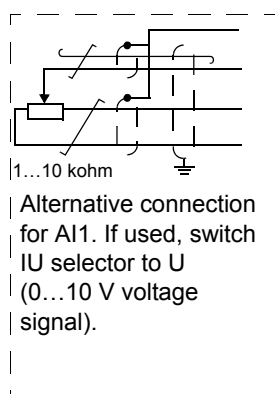 1…10 kohm
Alternative connection
for AI1. If used, switch
IU selector to U
(0…10 V voltage
signal).